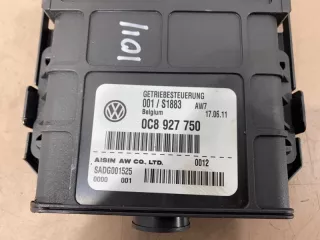 1011
GETRIEBESTEUERUNG
001 / S1883 AW7
Belgium 17.06.11
0C8 927 750
AISIN AW CO., LTD. 0012
SADG001525
0000 001